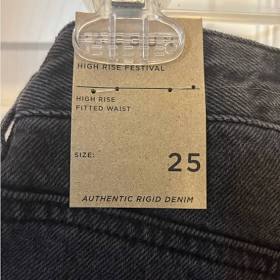 HIGH RISE FESTIVAL
HIGH RISE
FITTED WAIST
SIZE: 25
AUTHENTIC RIGID DENIM